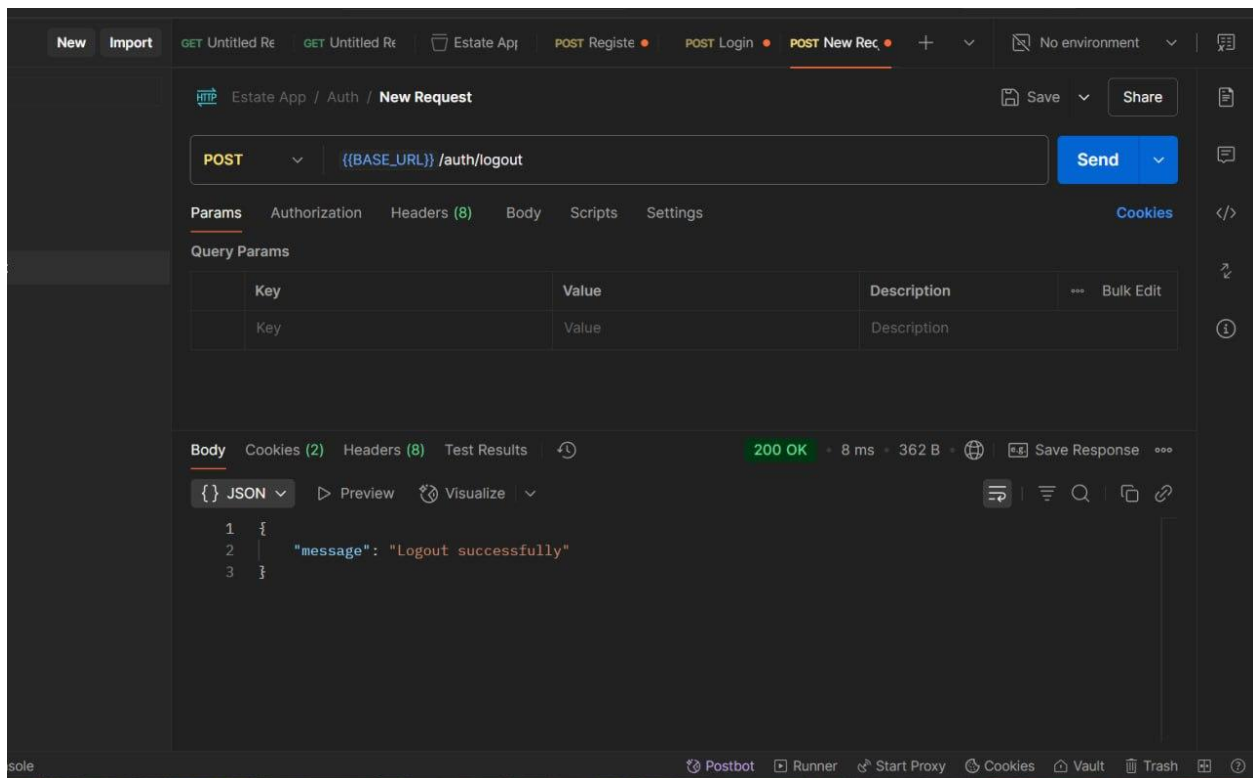 New Import GET Untitled Re GET Untitled Re Estate App POST Registe POST Login POST New Rec No environment
HTTP Estate App / Auth / New Request Save Share
POST {{BASE_URL}} /auth/logout Send
Params Authorization Headers (8) Body Scripts Settings Cookies
Query Params
Key Value Description Bulk Edit
Key Value Description
Body Cookies (2) Headers (8) Test Results 200 OK 8 ms 362 B e.g. Save Response
{} JSON Preview Visualize
1 {
2 "message": "Logout successfully"
3 }
sole Postbot Runner Start Proxy Cookies Vault Trash